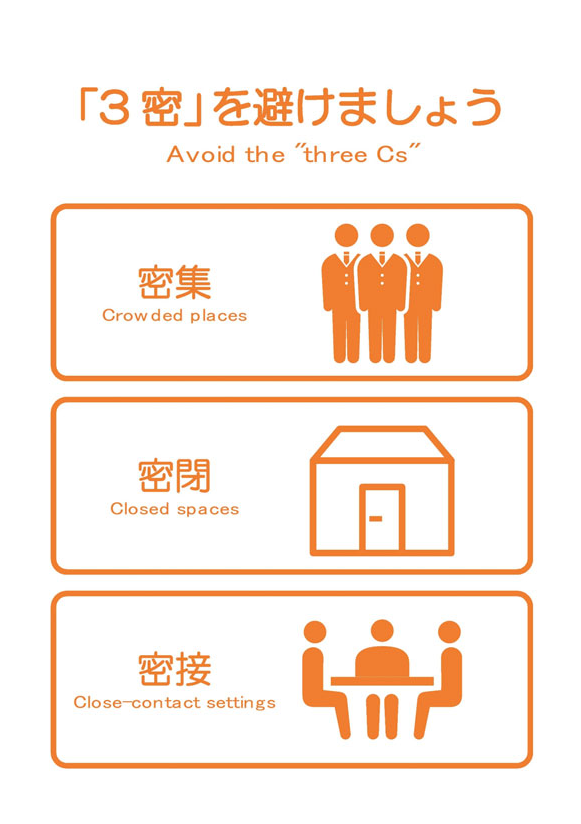 「3密」を避けましょう
Avoid the "three Cs"
密集
Crowded places
密閉
Closed spaces
密接
Close-contact settings